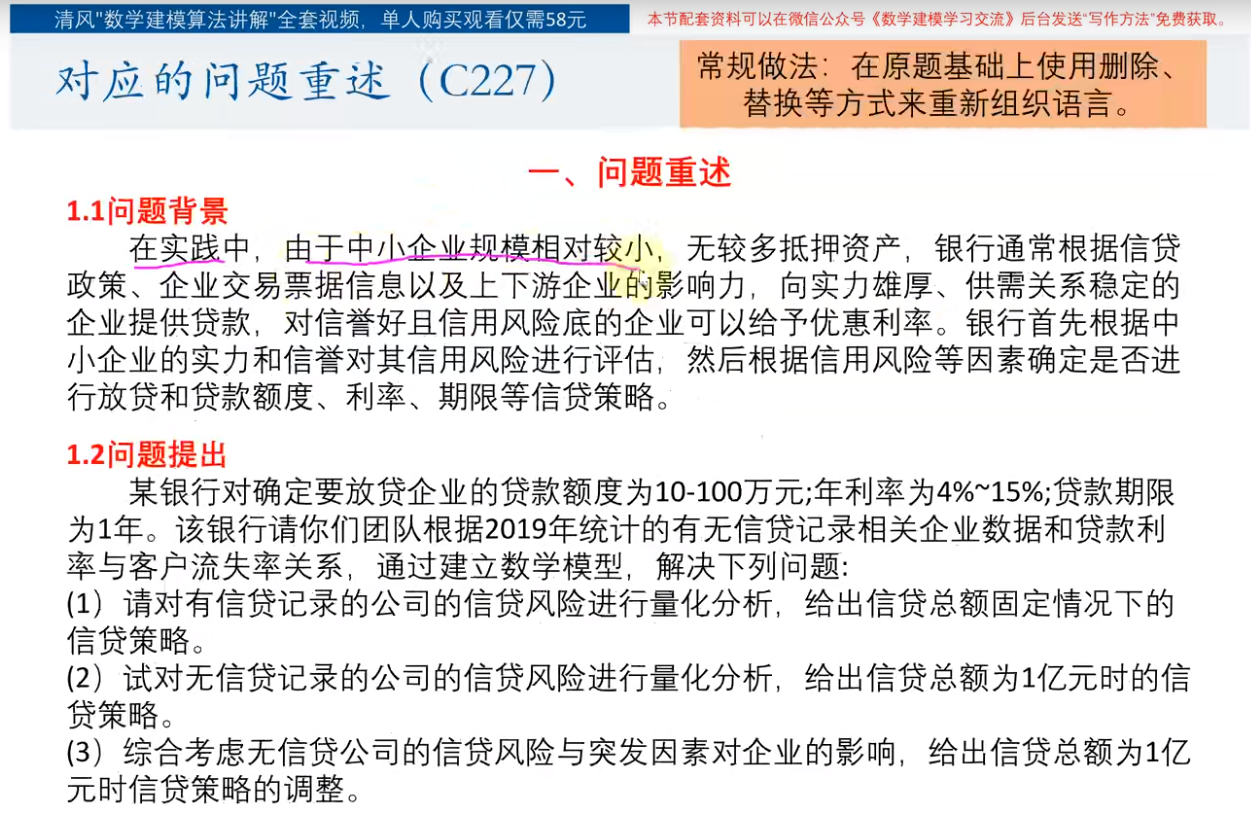 清风"数学建模算法讲解"全套视频，单人购买观看仅需58元
本节配套资料可以在微信公众号《数学建模学习交流》后台发送“写作方法”免费获取。
对应的问题重述（C227）
常规做法：在原题基础上使用删除、
替换等方式来重新组织语言。
一、问题重述
1.1问题背景
在实践中，由于中小企业规模相对较小，无较多抵押资产，银行通常根据信贷
政策、企业交易票据信息以及上下游企业的影响力，向实力雄厚、供需关系稳定的
企业提供贷款，对信誉好且信用风险底的企业可以给予优惠利率。银行首先根据中
小企业的实力和信誉对其信用风险进行评估，然后根据信用风险等因素确定是否进
行放贷和贷款额度、利率、期限等信贷策略。
1.2问题提出
某银行对确定要放贷企业的贷款额度为10-100万元;年利率为4%~15%;贷款期限
为1年。该银行请你们团队根据2019年统计的有无信贷记录相关企业数据和贷款利
率与客户流失率关系，通过建立数学模型，解决下列问题:
(1）请对有信贷记录的公司的信贷风险进行量化分析，给出信贷总额固定情况下的
信贷策略。
(2）试对无信贷记录的公司的信贷风险进行量化分析，给出信贷总额为1亿元时的信
贷策略。
(3）综合考虑无信贷公司的信贷风险与突发因素对企业的影响，给出信贷总额为1亿
元时信贷策略的调整。